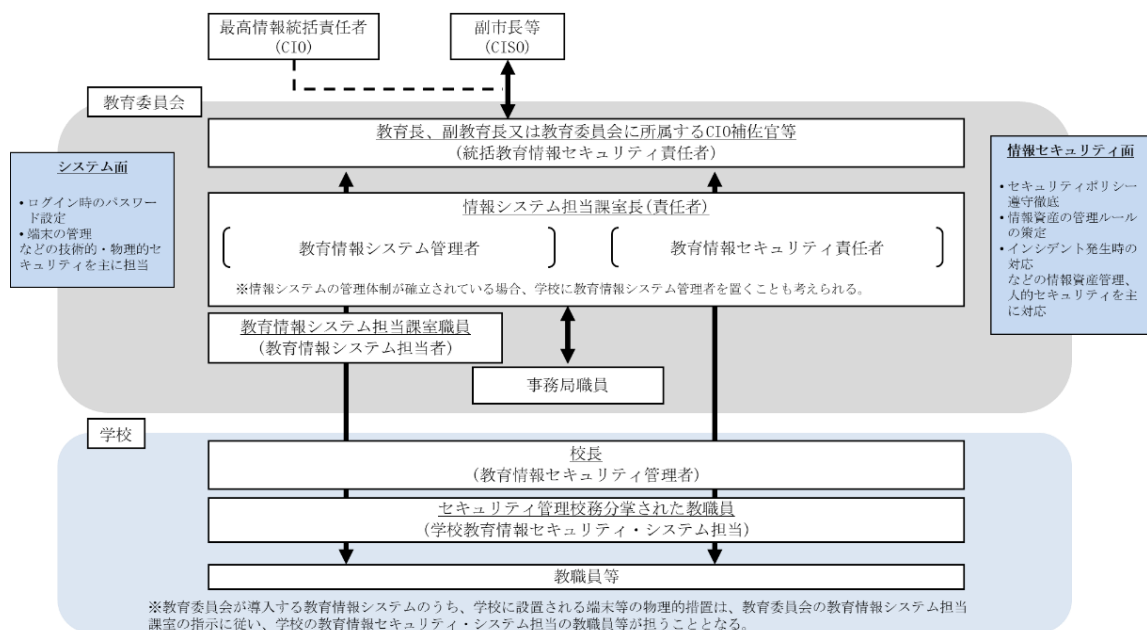 最高情報統括責任者
(CIO)
副市長等
(CISO)
教育委員会
教育長、副教育長又は教育委員会に所属するCIO補佐官等
(統括教育情報セキュリティ責任者)
システム面
• ログイン時のパスワー
ド設定
• 端末の管理
などの技術的・物理的セ
キュリティを主に担当
情報セキュリティ面
• セキュリティポリシー
遵守徹底
• 情報資産の管理ルール
の策定
• インシデント発生時の
対応
などの情報資産管理、
人的セキュリティを主
に対応
情報システム担当課室長(責任者)
教育情報システム管理者
教育情報セキュリティ責任者
※情報システムの管理体制が確立されている場合、学校に教育情報システム管理者を置くことも考えられる。
教育情報システム担当課室職員
(教育情報システム担当者)
事務局職員
学校
校長
(教育情報セキュリティ管理者)
セキュリティ管理校務分掌された教職員
(学校教育情報セキュリティ・システム担当)
教職員等
※教育委員会が導入する教育情報システムのうち、学校に設置される端末等の物理的措置は、教育委員会の教育情報システム担当
課室の指示に従い、学校の教育情報セキュリティ・システム担当の教職員等が担うこととなる。